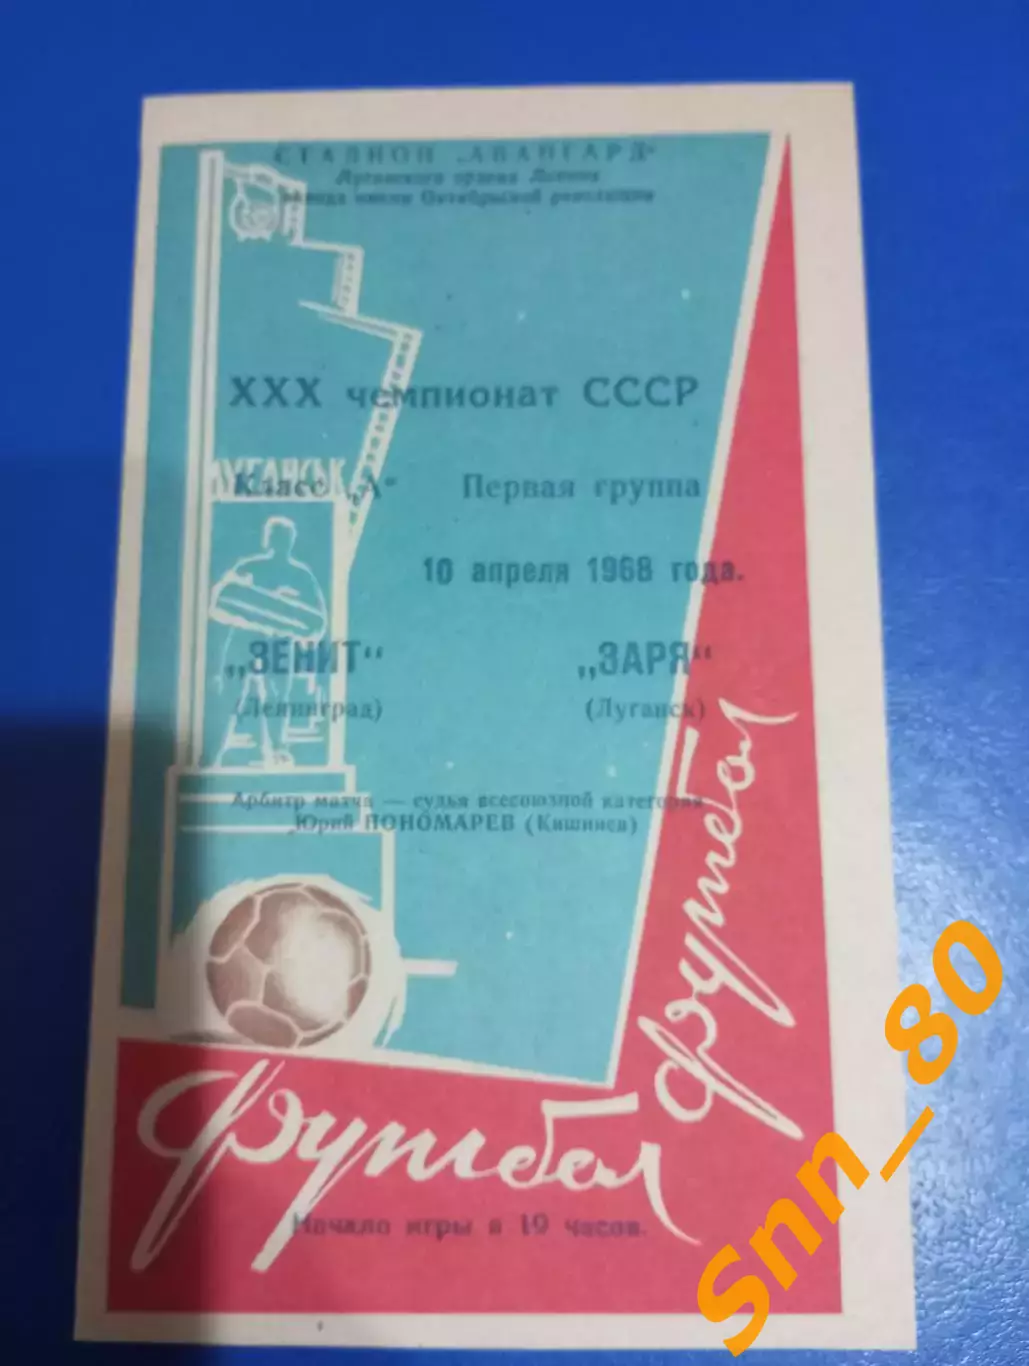 СТАДИОН „АВАНГАРД"
Луганского ордена Ленина
завода имени Октябрьской революции
XXX чемпионат СССР
ЛУГАНСЬК
Класс „А" Первая группа
10 апреля 1968 года.
„ЗЕНИТ" „ЗАРЯ"
(Ленинград) (Луганск)
Арбитр матча — судья всесоюзной категории
Юрий ПОНОМАРЕВ (Кишинев)
Футбол
Футбол
Начало игры в 19 часов.
Snn_80